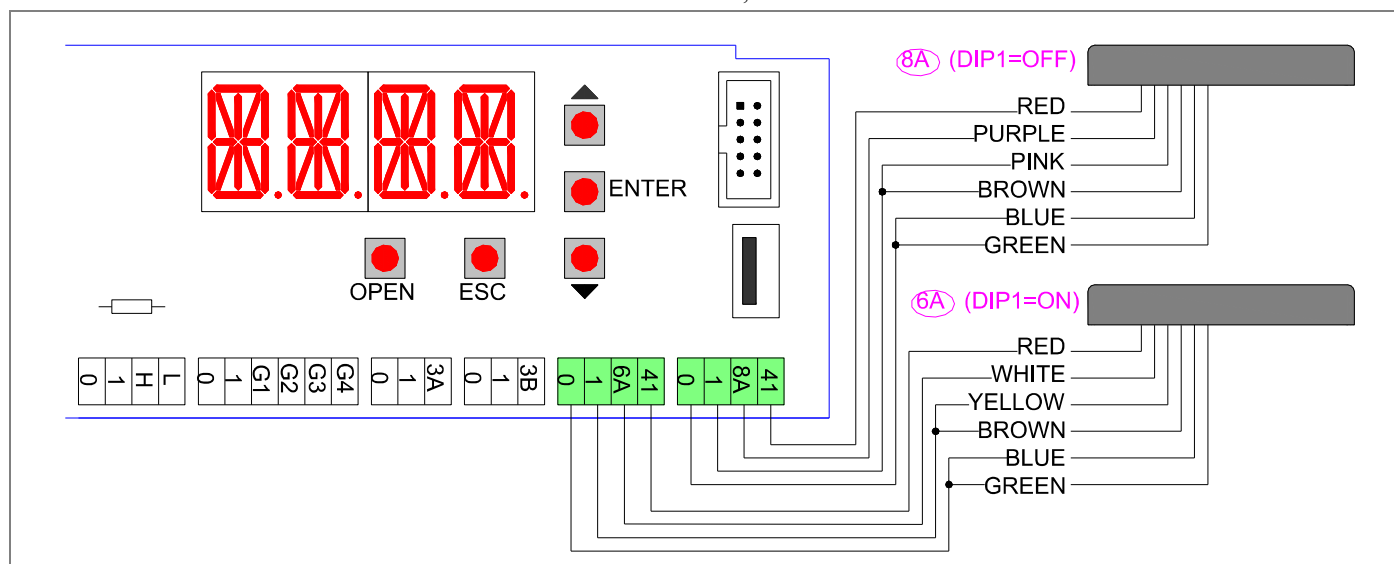 8A (DIP1=OFF)
RED
PURPLE
PINK
BROWN
BLUE
GREEN
ENTER
OPEN
ESC
6A (DIP1=ON)
RED
WHITE
YELLOW
BROWN
BLUE
GREEN
0 1 H L
0 1 G1 G2 G3 G4
0 1 3A
0 1 3B
0 1 6A 41
0 1 8A 41